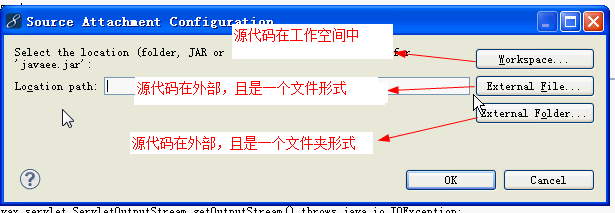 Source Attachment Configuration
源代码在工作空间中
Select the location (folder, JAR or
for
'javaee.jar':
Workspace...
Location path:
源代码在外部，且是一个文件形式
External File...
源代码在外部，且是一个文件夹形式
External Folder...
OK
Cancel
javax.servlet.ServletOutputStream getOutputStream() throws java.io.IOException;